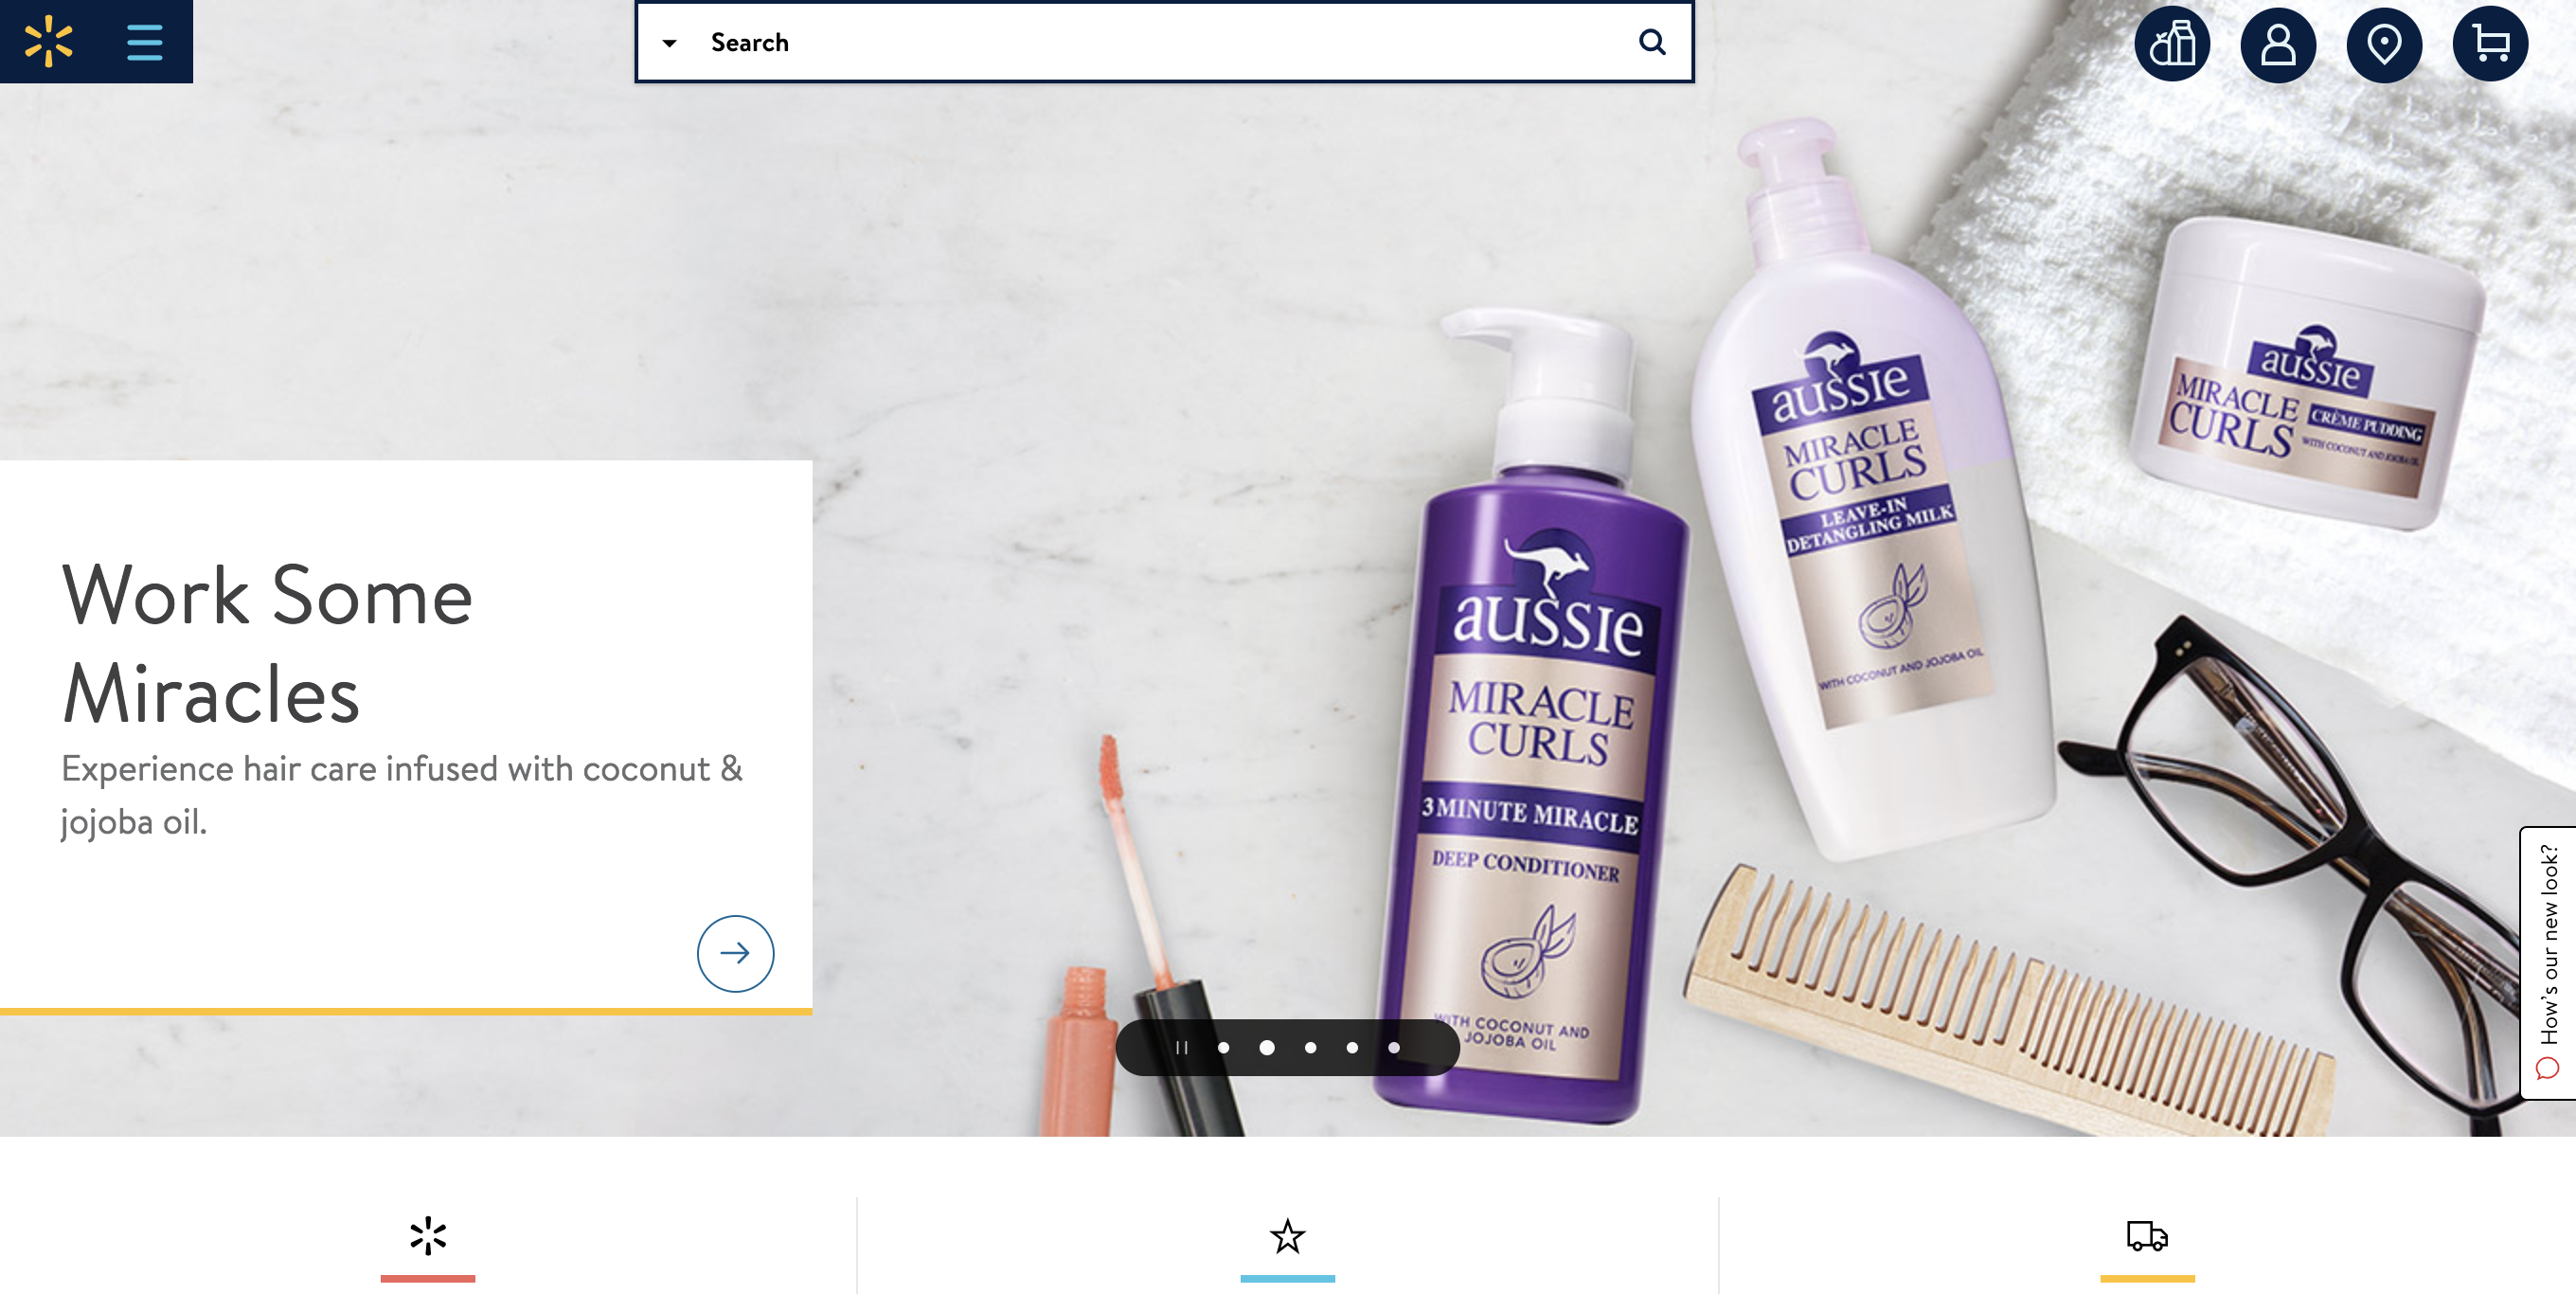 Search
Work Some
Miracles
Experience hair care infused with coconut &
jojoba oil.
aussie
MIRACLE
CURLS
3 MINUTE MIRACLE
DEEP CONDITIONER
WITH COCONUT AND
JOJOBA OIL
aussie
MIRACLE
CURLS
LEAVE-IN
DETANGLING MILK
WITH COCONUT AND JOJOBA OIL
aussie
MIRACLE
CURLS
CRÈME PUDDING
WITH COCONUT AND JOJOBA OIL
How's our new look?